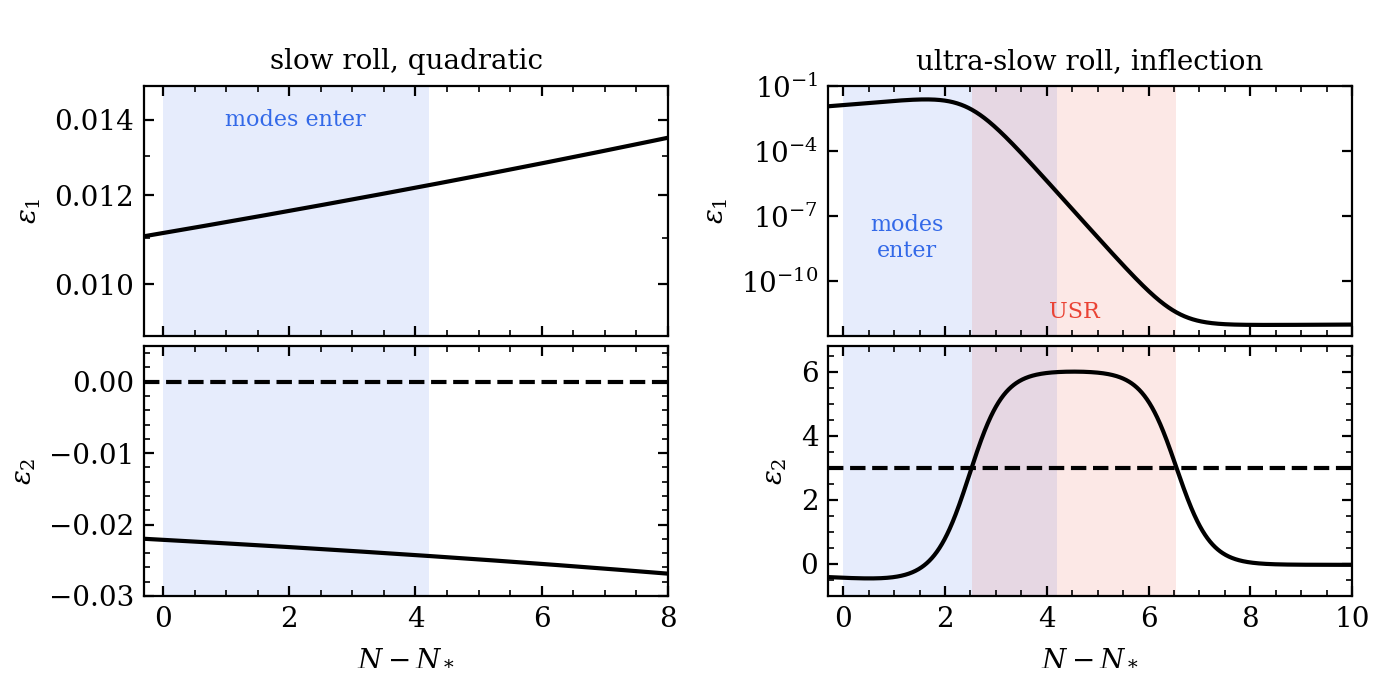 slow roll, quadratic
0.014
0.012
0.010
ε₁
modes enter
0.00
−0.01
−0.02
−0.03
ε₂
0 2 4 6 8
N − N∗
ultra-slow roll, inflection
10⁻¹
10⁻⁴
10⁻⁷
10⁻¹⁰
ε₁
modes
enter
USR
6
4
2
0
ε₂
0 2 4 6 8 10
N − N∗